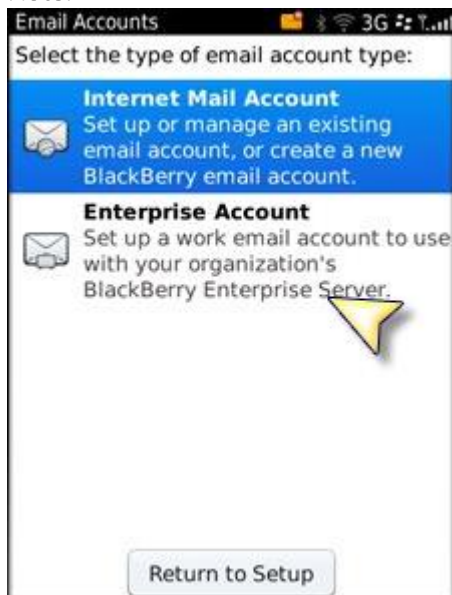 Email Accounts 3G
Select the type of email account type:
Internet Mail Account
Set up or manage an existing
email account, or create a new
BlackBerry email account.
Enterprise Account
Set up a work email account to use
with your organization's
BlackBerry Enterprise Server.
Return to Setup